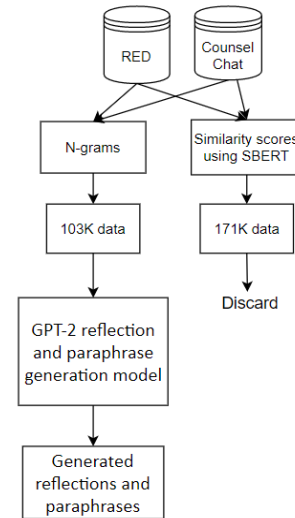 RED
Counsel
Chat
N-grams
Similarity scores
using SBERT
103K data
171K data
Discard
GPT-2 reflection
and paraphrase
generation model
Generated
reflections and
paraphrases